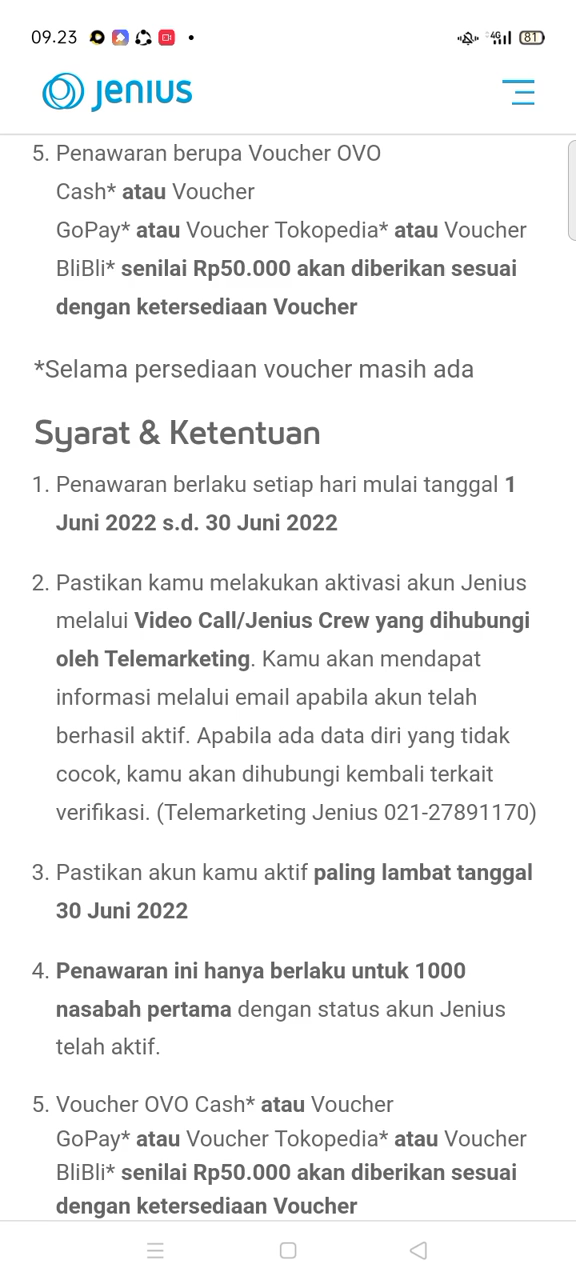 09.23
4G
81
Jenius
5. Penawaran berupa Voucher OVO
Cash* atau Voucher
GoPay* atau Voucher Tokopedia* atau Voucher
BliBli* senilai Rp50.000 akan diberikan sesuai
dengan ketersediaan Voucher
*Selama persediaan voucher masih ada
Syarat & Ketentuan
1. Penawaran berlaku setiap hari mulai tanggal 1
Juni 2022 s.d. 30 Juni 2022
2. Pastikan kamu melakukan aktivasi akun Jenius
melalui Video Call/Jenius Crew yang dihubungi
oleh Telemarketing. Kamu akan mendapat
informasi melalui email apabila akun telah
berhasil aktif. Apabila ada data diri yang tidak
cocok, kamu akan dihubungi kembali terkait
verifikasi. (Telemarketing Jenius 021-27891170)
3. Pastikan akun kamu aktif paling lambat tanggal
30 Juni 2022
4. Penawaran ini hanya berlaku untuk 1000
nasabah pertama dengan status akun Jenius
telah aktif.
5. Voucher OVO Cash* atau Voucher
GoPay* atau Voucher Tokopedia* atau Voucher
BliBli* senilai Rp50.000 akan diberikan sesuai
dengan ketersediaan Voucher